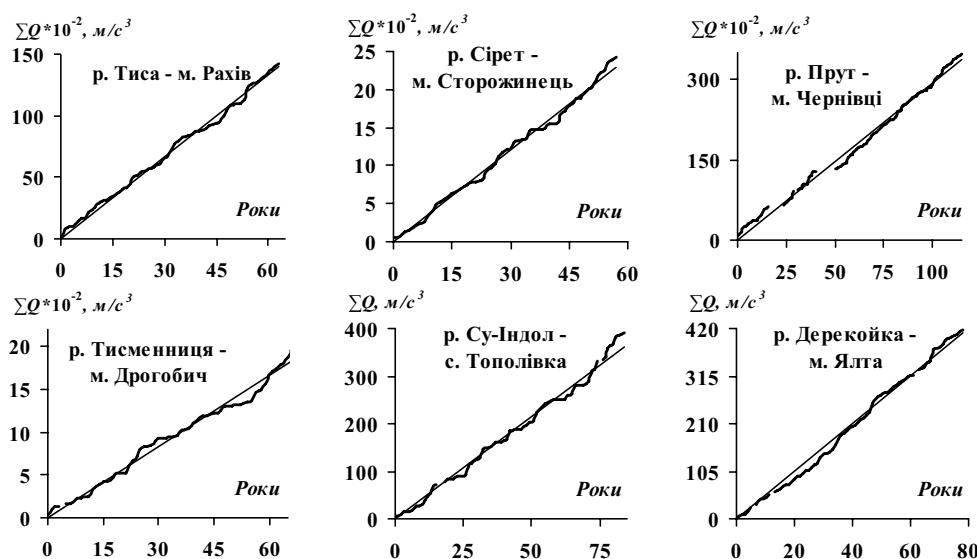 ∑Q*10⁻², м/с³
р. Тиса - м. Рахів
150
100
50
0
Роки
0 15 30 45 60
∑Q*10⁻², м/с³
р. Сірет -
м. Сторожинець
25
20
15
10
5
0
Роки
0 20 40 60
∑Q*10⁻², м/с³
р. Прут -
м. Чернівці
300
150
0
Роки
0 25 50 75 100
∑Q*10⁻², м/с³
р. Тисменниця -
м. Дрогобич
20
15
10
5
0
Роки
0 15 30 45 60
∑Q, м/с³
р. Су-Індол -
с. Тополівка
400
300
200
100
0
Роки
0 25 50 75
∑Q, м/с³
р. Дерекойка -
м. Ялта
420
315
210
105
0
Роки
0 20 40 60 80